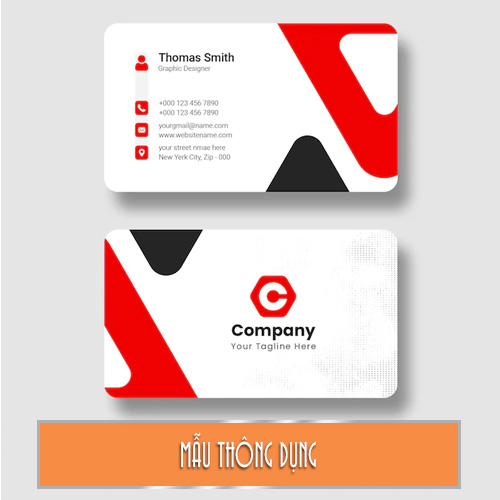 Thomas Smith
Graphic Designer
+000 123 456 7890
+000 123 456 7890
yourgmail@name.com
www.websitename.com
your street nmae here
New York City, Zip - 000
Company
Your Tagline Here
MẪU THÔNG DỤNG